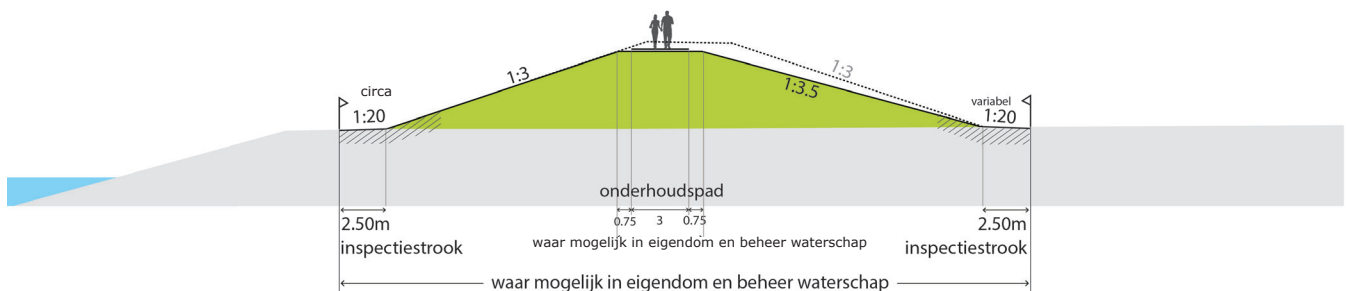 1:3
1:3
circa
1:3.5
variabel
1:20
1:20
onderhoudspad
0.75 3 0.75
2.50m
2.50m
waar mogelijk in eigendom en beheer waterschap
inspectiestrook
inspectiestrook
waar mogelijk in eigendom en beheer waterschap